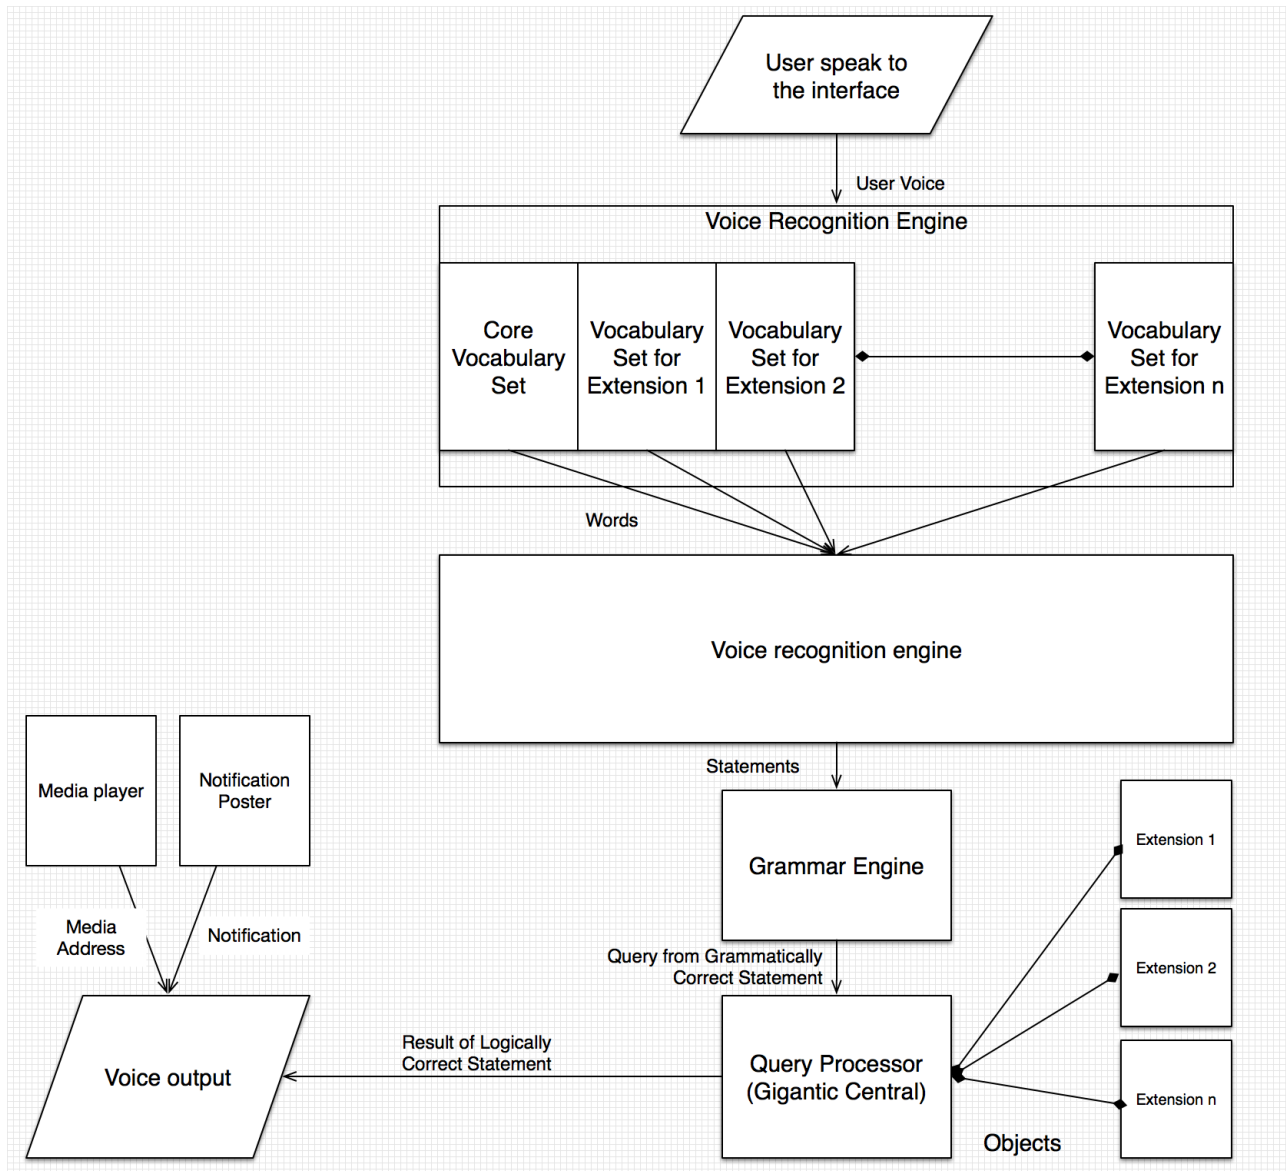 User speak to
the interface
User Voice
Voice Recognition Engine
Core
Vocabulary
Set
Vocabulary
Set for
Extension 1
Vocabulary
Set for
Extension 2
Vocabulary
Set for
Extension n
Words
Voice recognition engine
Statements
Media player
Notification
Poster
Grammar Engine
Extension 1
Media
Address
Notification
Query from Grammatically
Correct Statement
Extension 2
Result of Logically
Correct Statement
Voice output
Query Processor
(Gigantic Central)
Extension n
Objects